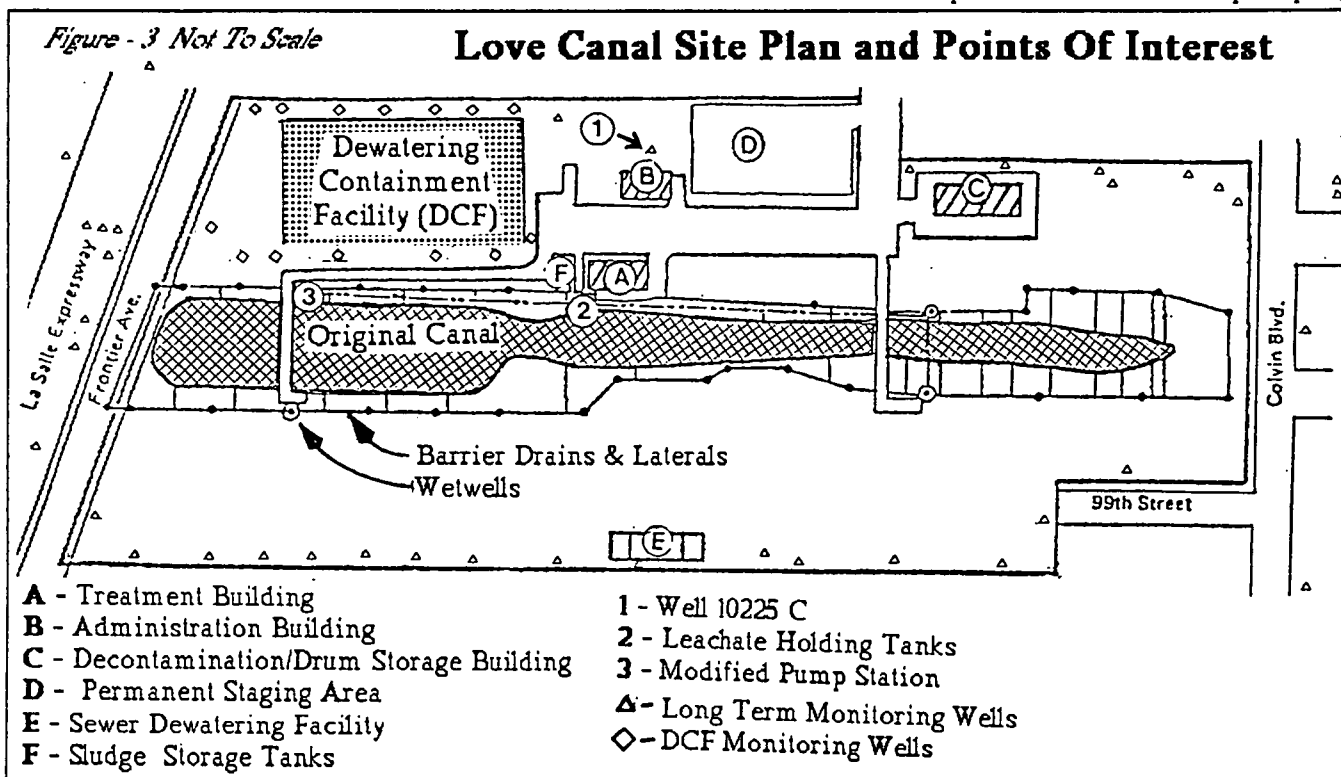 Figure - 3 Not To Scale
Love Canal Site Plan and Points Of Interest
Dewatering
Containment
Facility (DCF)
1
B
D
C
La Salle Expressway
Frontier Ave.
F
A
3
2
Original Canal
Colvin Blvd.
Barrier Drains & Laterals
Wetwells
99th Street
E
A - Treatment Building
B - Administration Building
C - Decontamination/Drum Storage Building
D - Permanent Staging Area
E - Sewer Dewatering Facility
F - Sludge Storage Tanks
1 - Well 10225 C
2 - Leachate Holding Tanks
3 - Modified Pump Station
△ - Long Term Monitoring Wells
◇ - DCF Monitoring Wells